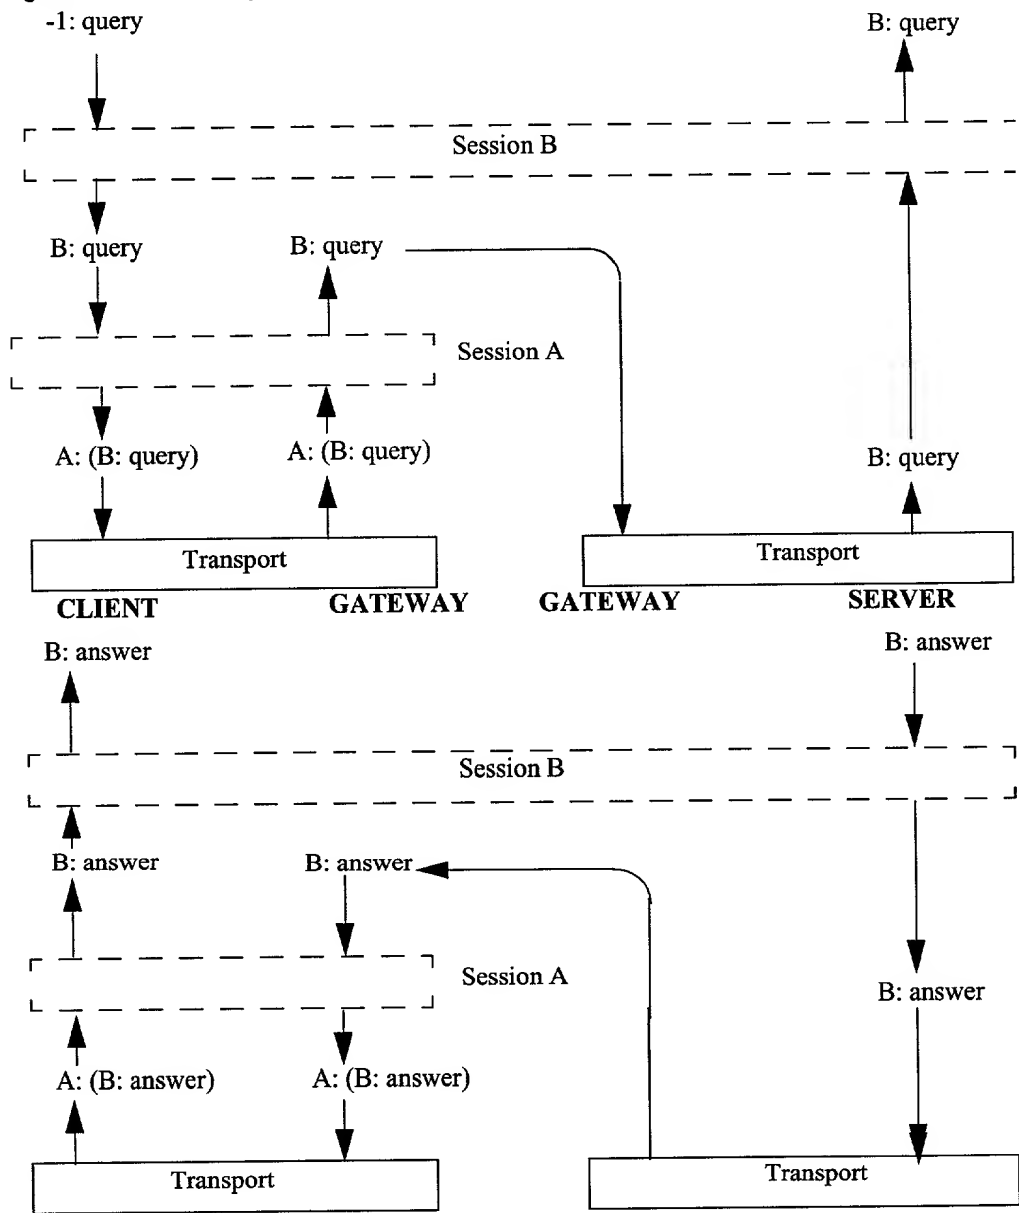 -1: query
B: query
Session B
B: query
B: query
Session A
A: (B: query)
A: (B: query)
B: query
Transport
Transport
CLIENT
GATEWAY
GATEWAY
SERVER
B: answer
B: answer
Session B
B: answer
B: answer
Session A
B: answer
A: (B: answer)
A: (B: answer)
Transport
Transport